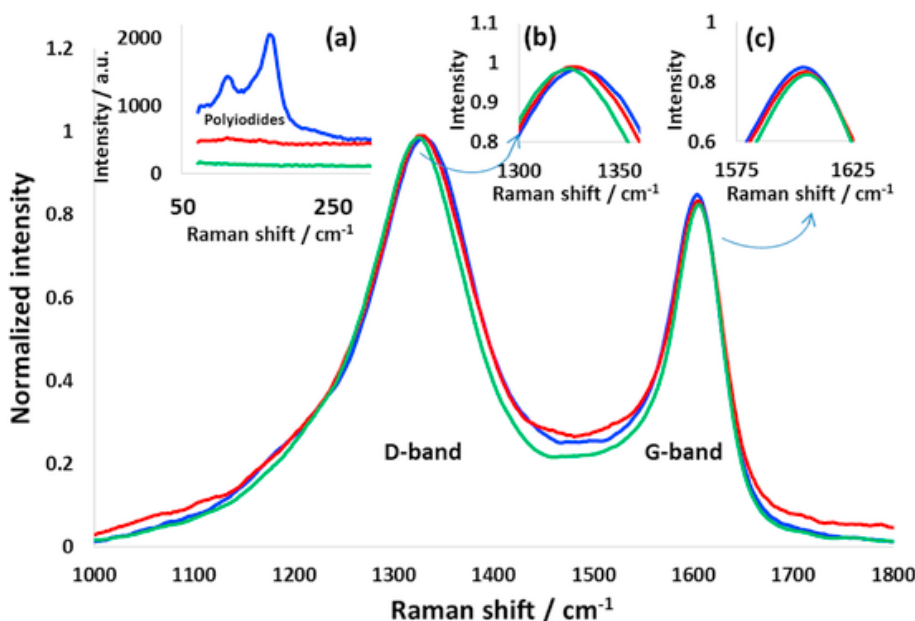 1.2
1
0.8
0.6
0.4
0.2
0
Normalized intensity
1000
1100
1200
1300
1400
1500
1600
1700
1800
Raman shift / cm-1
D-band
G-band
(a)
2000
1000
0
Intensity / a.u.
Polyiodides
50
250
Raman shift / cm-1
(b)
1.1
1
0.9
0.8
Intensity
1300
1350
Raman shift / cm-1
(c)
1
0.8
0.6
Intensity
1575
1625
Raman shift / cm-1